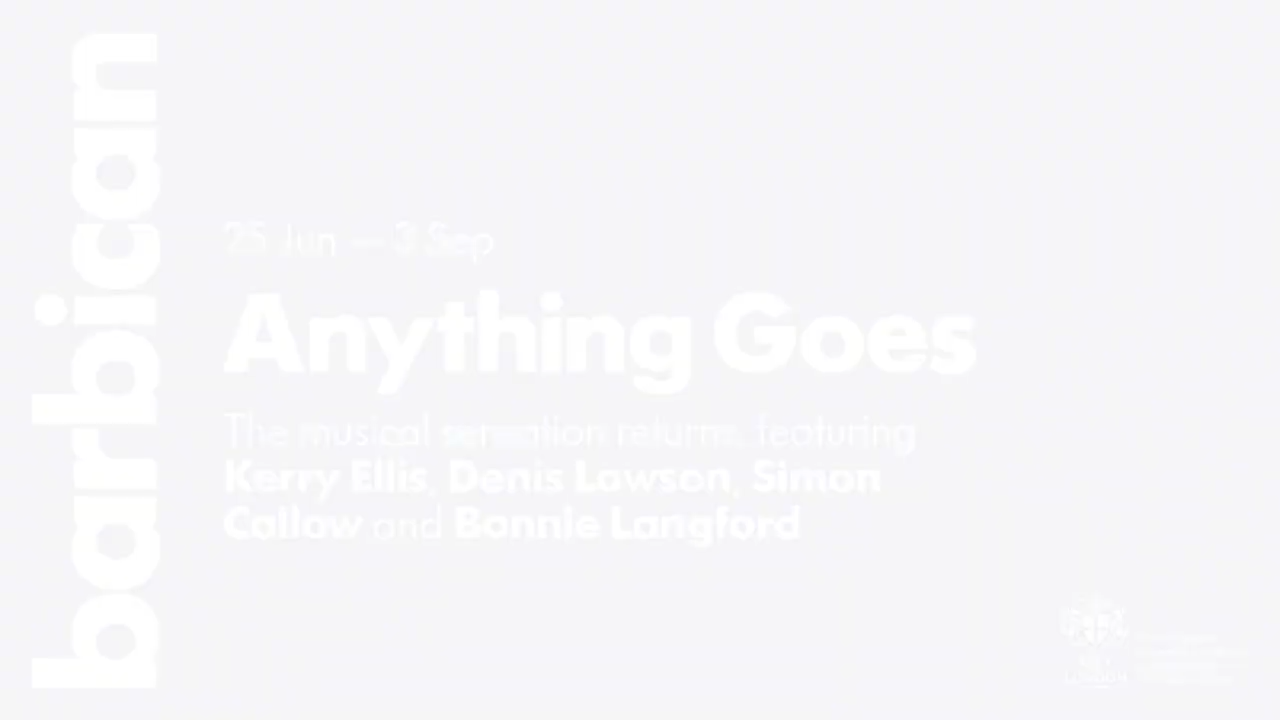 barbican
25 Jun — 3 Sep
Anything Goes
The musical sensation returns, featuring
Kerry Ellis, Denis Lawson, Simon
Callow and Bonnie Langford
LONDON